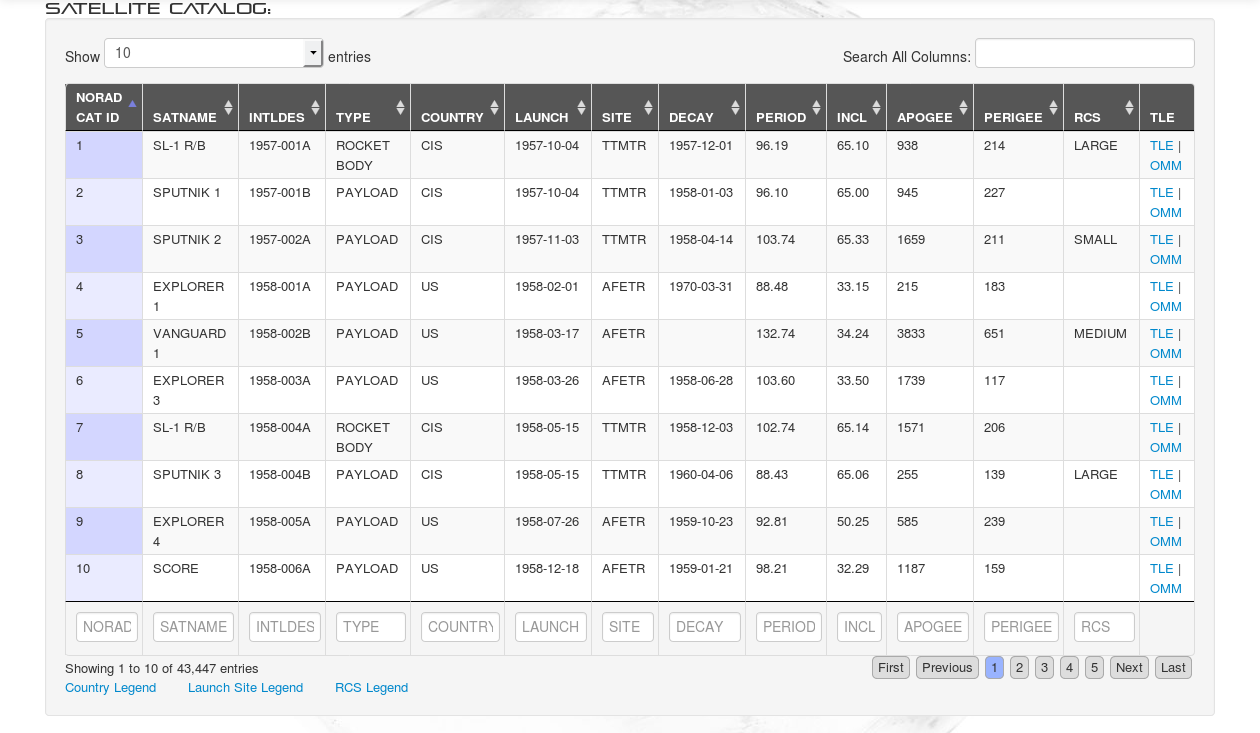 SATELLITE CATALOG:
Show 10 entries Search All Columns:
NORAD CAT ID SATNAME INTLDES TYPE COUNTRY LAUNCH SITE DECAY PERIOD INCL APOGEE PERIGEE RCS TLE
1 SL-1 R/B 1957-001A ROCKET BODY CIS 1957-10-04 TTMTR 1957-12-01 96.19 65.10 938 214 LARGE TLE | OMM
2 SPUTNIK 1 1957-001B PAYLOAD CIS 1957-10-04 TTMTR 1958-01-03 96.10 65.00 945 227 TLE | OMM
3 SPUTNIK 2 1957-002A PAYLOAD CIS 1957-11-03 TTMTR 1958-04-14 103.74 65.33 1659 211 SMALL TLE | OMM
4 EXPLORER 1 1958-001A PAYLOAD US 1958-02-01 AFETR 1970-03-31 88.48 33.15 215 183 TLE | OMM
5 VANGUARD 1 1958-002B PAYLOAD US 1958-03-17 AFETR 132.74 34.24 3833 651 MEDIUM TLE | OMM
6 EXPLORER 3 1958-003A PAYLOAD US 1958-03-26 AFETR 1958-06-28 103.60 33.50 1739 117 TLE | OMM
7 SL-1 R/B 1958-004A ROCKET BODY CIS 1958-05-15 TTMTR 1958-12-03 102.74 65.14 1571 206 TLE | OMM
8 SPUTNIK 3 1958-004B PAYLOAD CIS 1958-05-15 TTMTR 1960-04-06 88.43 65.06 255 139 LARGE TLE | OMM
9 EXPLORER 4 1958-005A PAYLOAD US 1958-07-26 AFETR 1959-10-23 92.81 50.25 585 239 TLE | OMM
10 SCORE 1958-006A PAYLOAD US 1958-12-18 AFETR 1959-01-21 98.21 32.29 1187 159 TLE | OMM
NORAD SATNAME INTLDES TYPE COUNTRY LAUNCH SITE DECAY PERIOD INCL APOGEE PERIGEE RCS
Showing 1 to 10 of 43,447 entries First Previous 1 2 3 4 5 Next Last
Country Legend Launch Site Legend RCS Legend